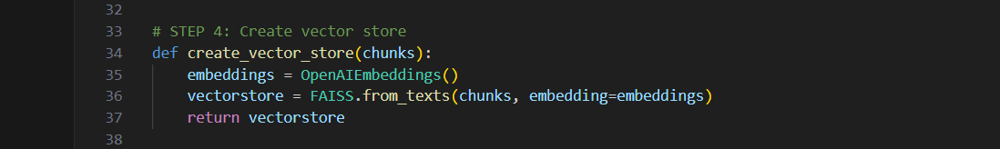 32
33 # STEP 4: Create vector store
34 def create_vector_store(chunks):
35     embeddings = OpenAIEmbeddings()
36     vectorstore = FAISS.from_texts(chunks, embedding=embeddings)
37     return vectorstore
38